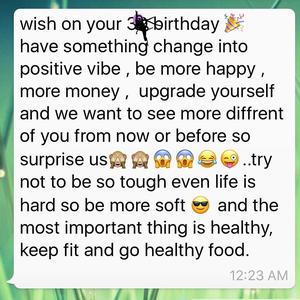 wish on your birthday 🎉
have something change into
positive vibe , be more happy ,
more money ,  upgrade yourself
and we want to see more diffrent
of you from now or before so
surprise us🙈🙈😱😱😂😜..try
not to be so tough even life is
hard so be more soft 😎  and the
most important thing is healthy,
keep fit and go healthy food.
12:23 AM